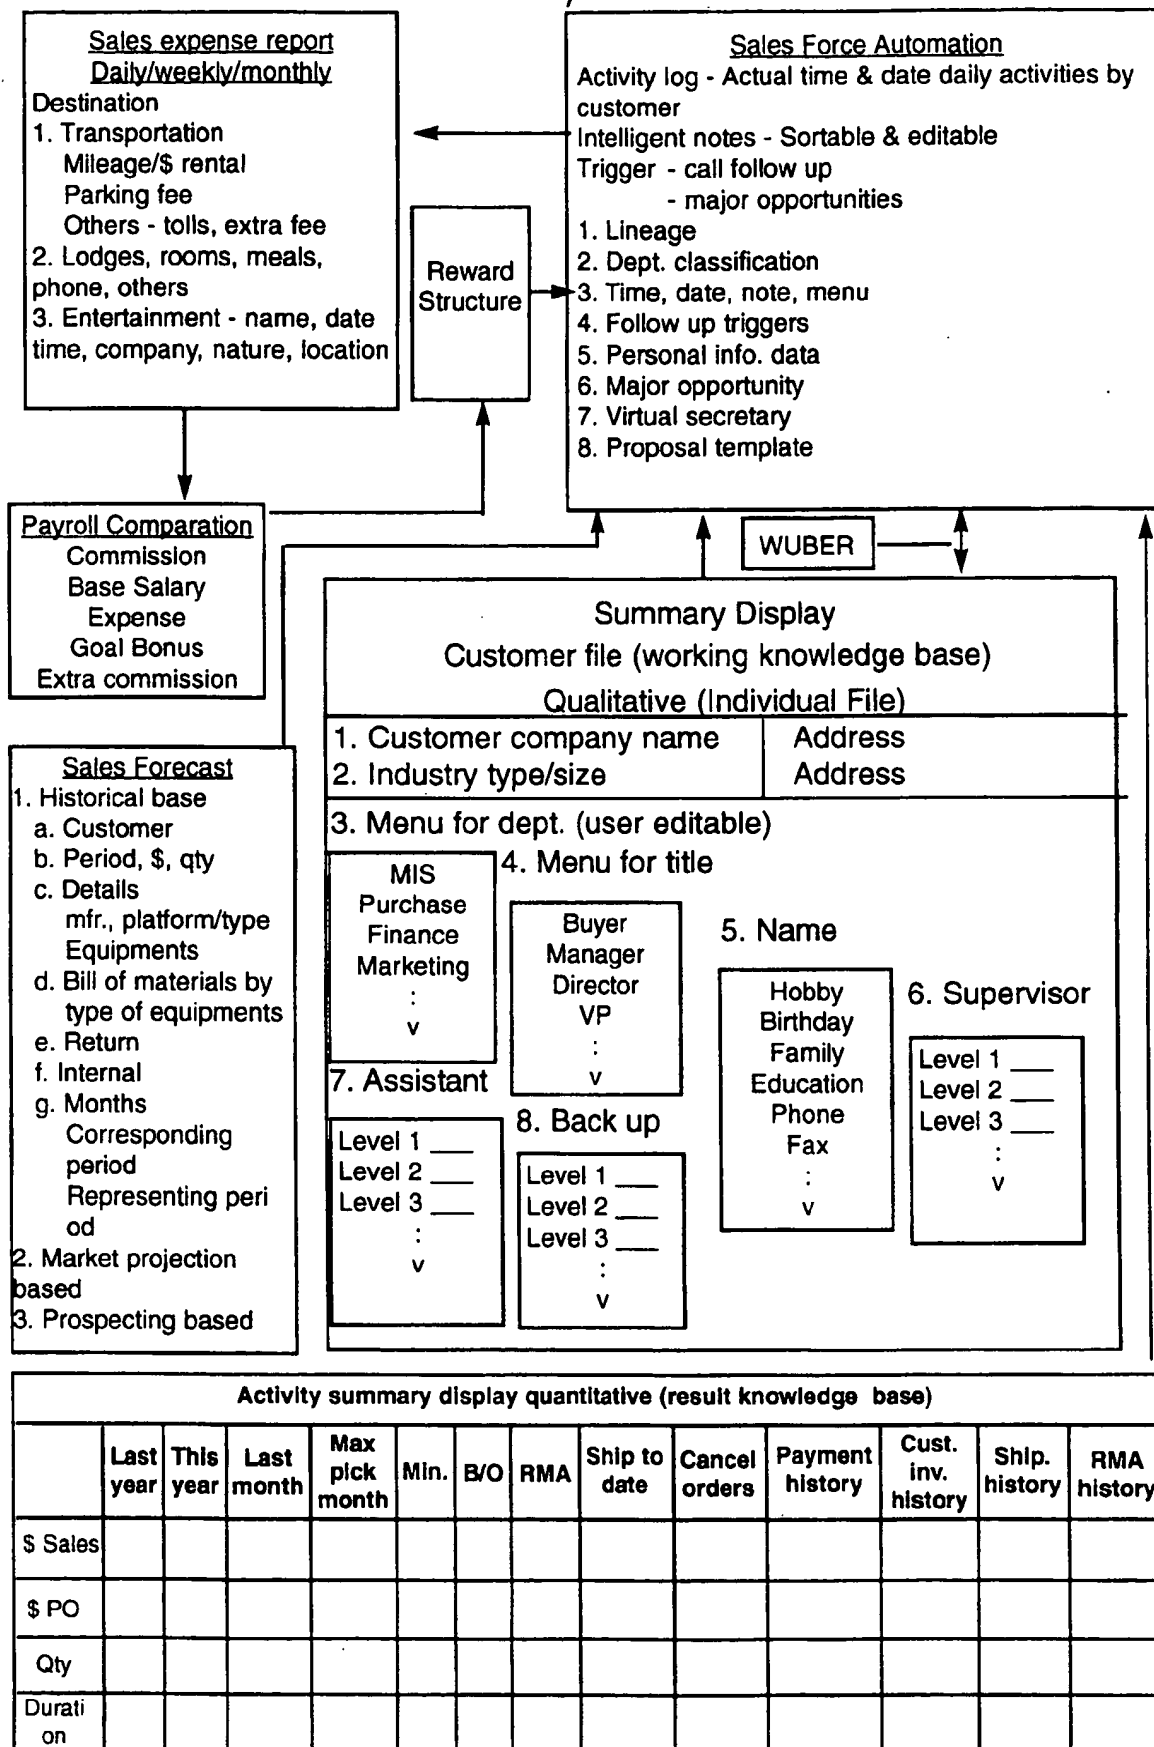 Sales expense report
Daily/weekly/monthly
Destination
1. Transportation
Mileage/$ rental
Parking fee
Others - tolls, extra fee
2. Lodges, rooms, meals,
phone, others
3. Entertainment - name, date
time, company, nature, location
Reward
Structure
Sales Force Automation
Activity log - Actual time & date daily activities by
customer
Intelligent notes - Sortable & editable
Trigger - call follow up
- major opportunities
1. Lineage
2. Dept. classification
3. Time, date, note, menu
4. Follow up triggers
5. Personal info. data
6. Major opportunity
7. Virtual secretary
8. Proposal template
Payroll Comparation
Commission
Base Salary
Expense
Goal Bonus
Extra commission
WUBER
Sales Forecast
1. Historical base
a. Customer
b. Period, $, qty
c. Details
mfr., platform/type
Equipments
d. Bill of materials by
type of equipments
e. Return
f. Internal
g. Months
Corresponding
period
Representing peri
od
2. Market projection
based
3. Prospecting based
Summary Display
Customer file (working knowledge base)
Qualitative (Individual File)
1. Customer company name Address
2. Industry type/size Address
3. Menu for dept. (user editable)
MIS
Purchase
Finance
Marketing
:
v
4. Menu for title
Buyer
Manager
Director
VP
:
v
5. Name
Hobby
Birthday
Family
Education
Phone
Fax
:
v
6. Supervisor
Level 1 ___
Level 2 ___
Level 3 ___
:
v
7. Assistant
Level 1 ___
Level 2 ___
Level 3 ___
:
v
8. Back up
Level 1 ___
Level 2 ___
Level 3 ___
:
v
Activity summary display quantitative (result knowledge base)
Last year This year Last month Max pick month Min. B/O RMA Ship to date Cancel orders Payment history Cust. inv. history Ship. history RMA history
$ Sales
$ PO
Qty
Durati
on